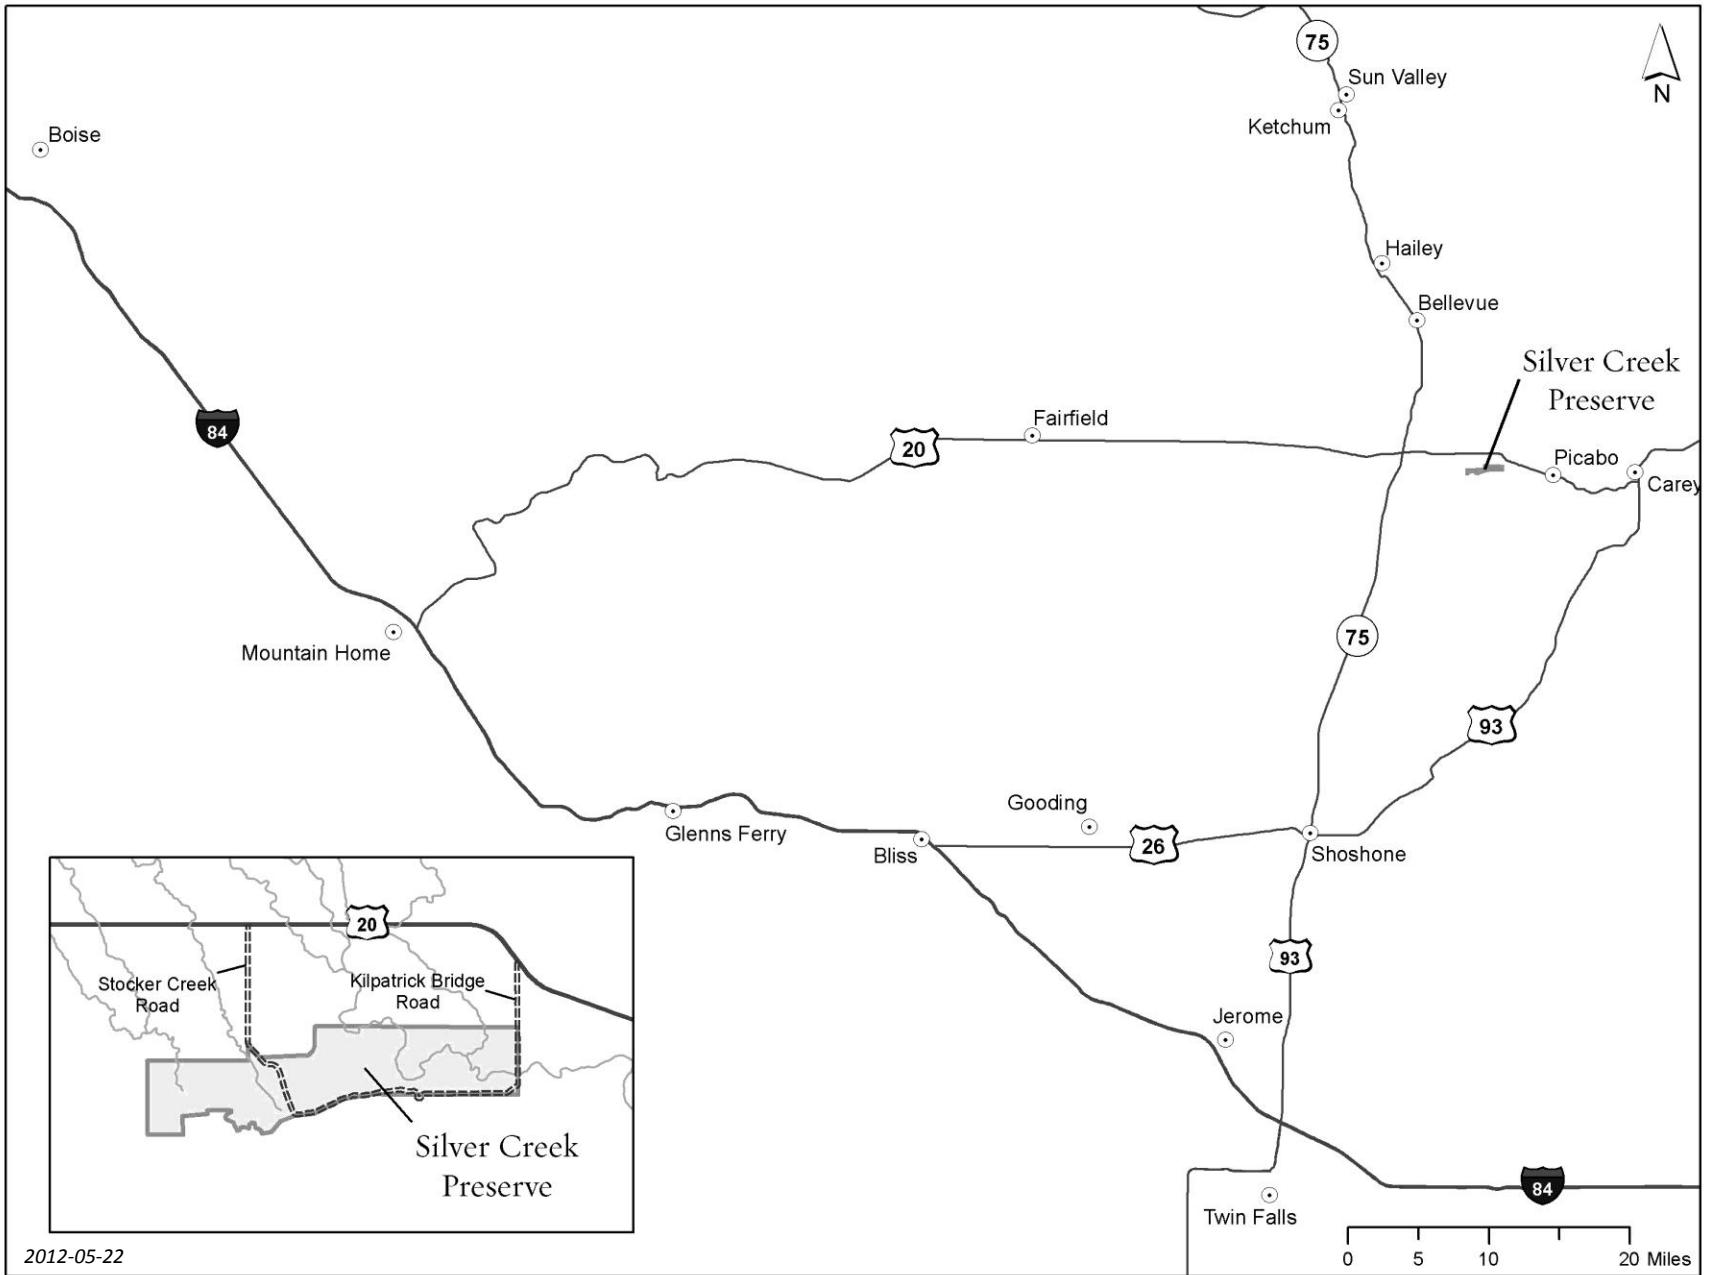 75
Sun Valley
N
Ketchum
Boise
Hailey
Bellevue
Silver Creek
Preserve
84
Fairfield
20
Picabo
Carey
Mountain Home
75
93
Gooding
Glenns Ferry
Bliss
26
Shoshone
93
Jerome
84
Twin Falls
0 5 10 20 Miles
20
Stocker Creek
Road
Kilpatrick Bridge
Road
Silver Creek
Preserve
2012-05-22